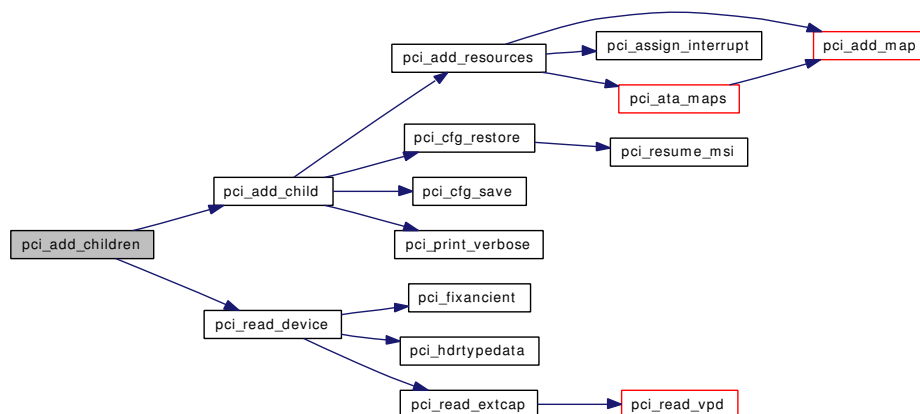 pci_assign_interrupt
pci_add_map
pci_add_resources
pci_ata_maps
pci_cfg_restore
pci_resume_msi
pci_add_child
pci_cfg_save
pci_add_children
pci_print_verbose
pci_fixancient
pci_read_device
pci_hdrtypedata
pci_read_extcap
pci_read_vpd